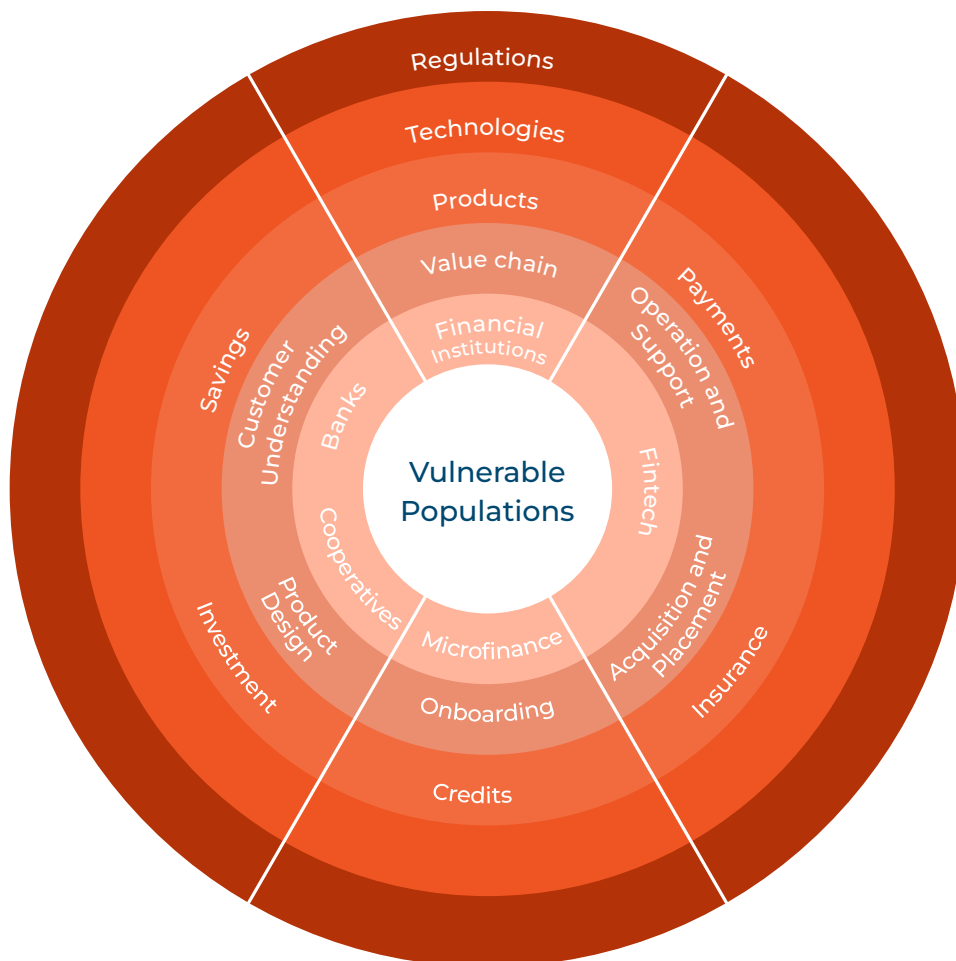 Regulations
Technologies
Products
Value chain
Financial
Institutions
Payments
Operation and
Support
Savings
Customer
Understanding
Banks
Vulnerable
Populations
Fintech
Cooperatives
Product
Design
Investment
Microfinance
Acquisition and
Placement
Insurance
Onboarding
Credits